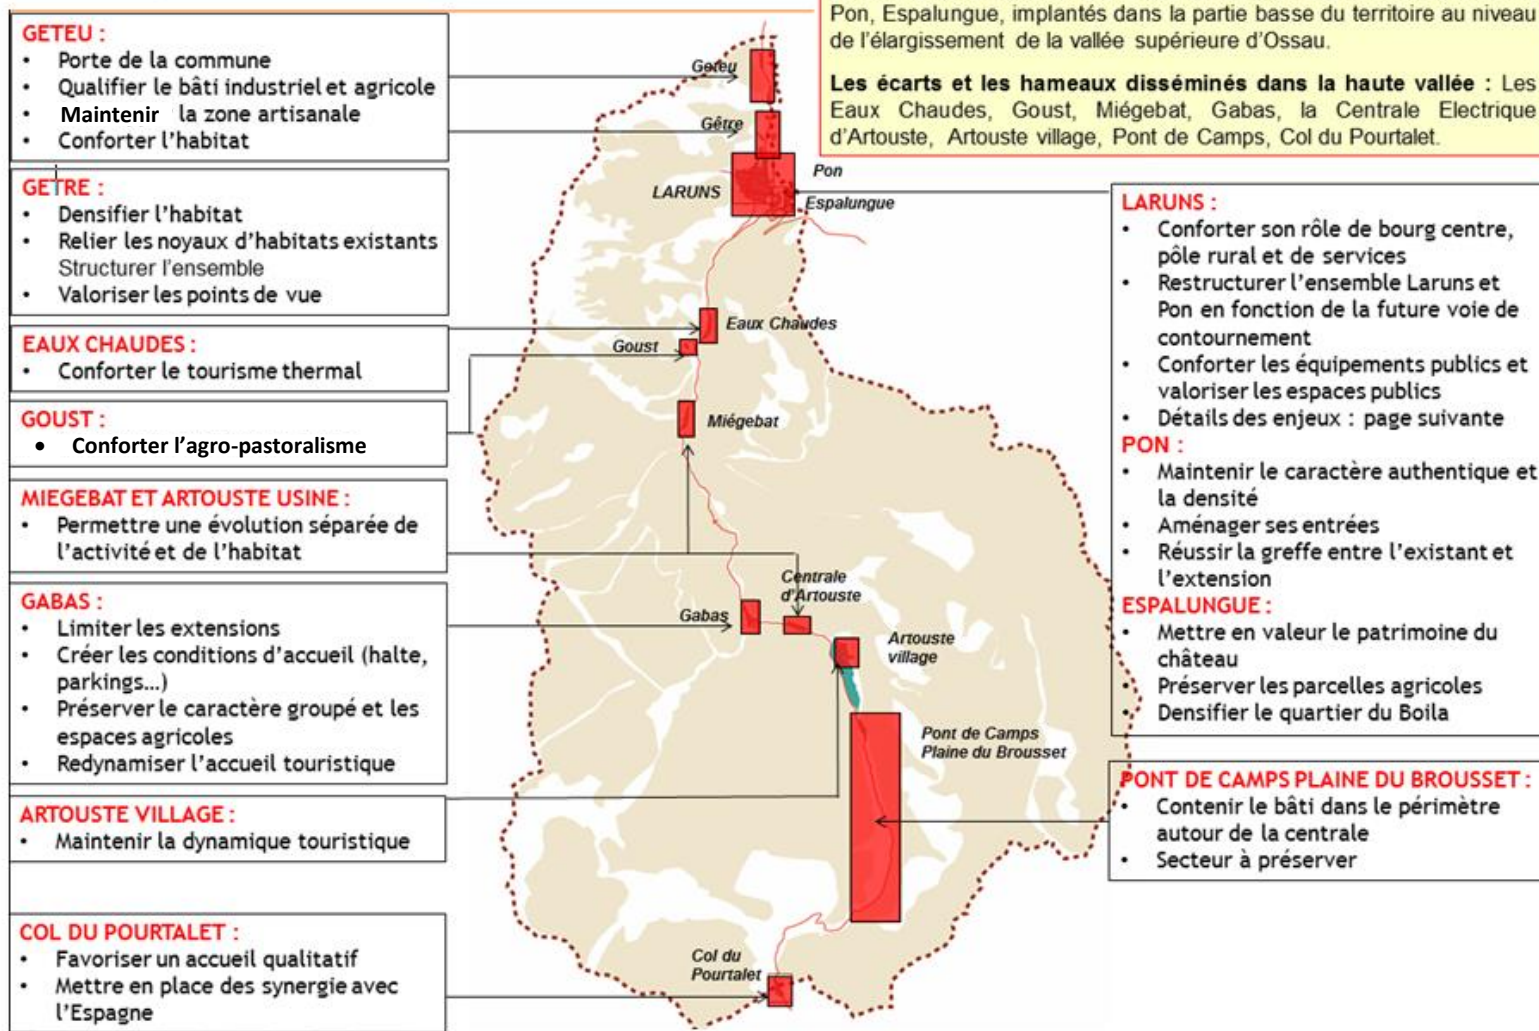 Pon, Espalungue, implantés dans la partie basse du territoire au niveau
de l'élargissement de la vallée supérieure d'Ossau.
Les écarts et les hameaux disséminés dans la haute vallée : Les
Eaux Chaudes, Goust, Miégebat, Gabas, la Centrale Electrique
d'Artouste, Artouste village, Pont de Camps, Col du Pourtalet.
GETEU :
• Porte de la commune
• Qualifier le bâti industriel et agricole
• Maintenir la zone artisanale
• Conforter l'habitat
GETRE :
• Densifier l'habitat
• Relier les noyaux d'habitats existants
Structurer l'ensemble
• Valoriser les points de vue
EAUX CHAUDES :
• Conforter le tourisme thermal
GOUST :
• Conforter l'agro-pastoralisme
MIEGEBAT ET ARTOUSTE USINE :
• Permettre une évolution séparée de
l'activité et de l'habitat
GABAS :
• Limiter les extensions
• Créer les conditions d'accueil (halte,
parkings...)
• Préserver le caractère groupé et les
espaces agricoles
• Redynamiser l'accueil touristique
ARTOUSTE VILLAGE :
• Maintenir la dynamique touristique
COL DU POURTALET :
• Favoriser un accueil qualitatif
• Mettre en place des synergie avec
l'Espagne
Geteu
Gêtre
Pon
LARUNS
Espalungue
Eaux Chaudes
Goust
Miégebat
Centrale
d'Artouste
Gabas
Artouste
village
Pont de Camps
Plaine du Brousset
Col du
Pourtalet
LARUNS :
• Conforter son rôle de bourg centre,
pôle rural et de services
• Restructurer l'ensemble Laruns et
Pon en fonction de la future voie de
contournement
• Conforter les équipements publics et
valoriser les espaces publics
• Détails des enjeux : page suivante
PON :
• Maintenir le caractère authentique et
la densité
• Aménager ses entrées
• Réussir la greffe entre l'existant et
l'extension
ESPALUNGUE :
• Mettre en valeur le patrimoine du
château
• Préserver les parcelles agricoles
• Densifier le quartier du Boila
PONT DE CAMPS PLAINE DU BROUSSET :
• Contenir le bâti dans le périmètre
autour de la centrale
• Secteur à préserver